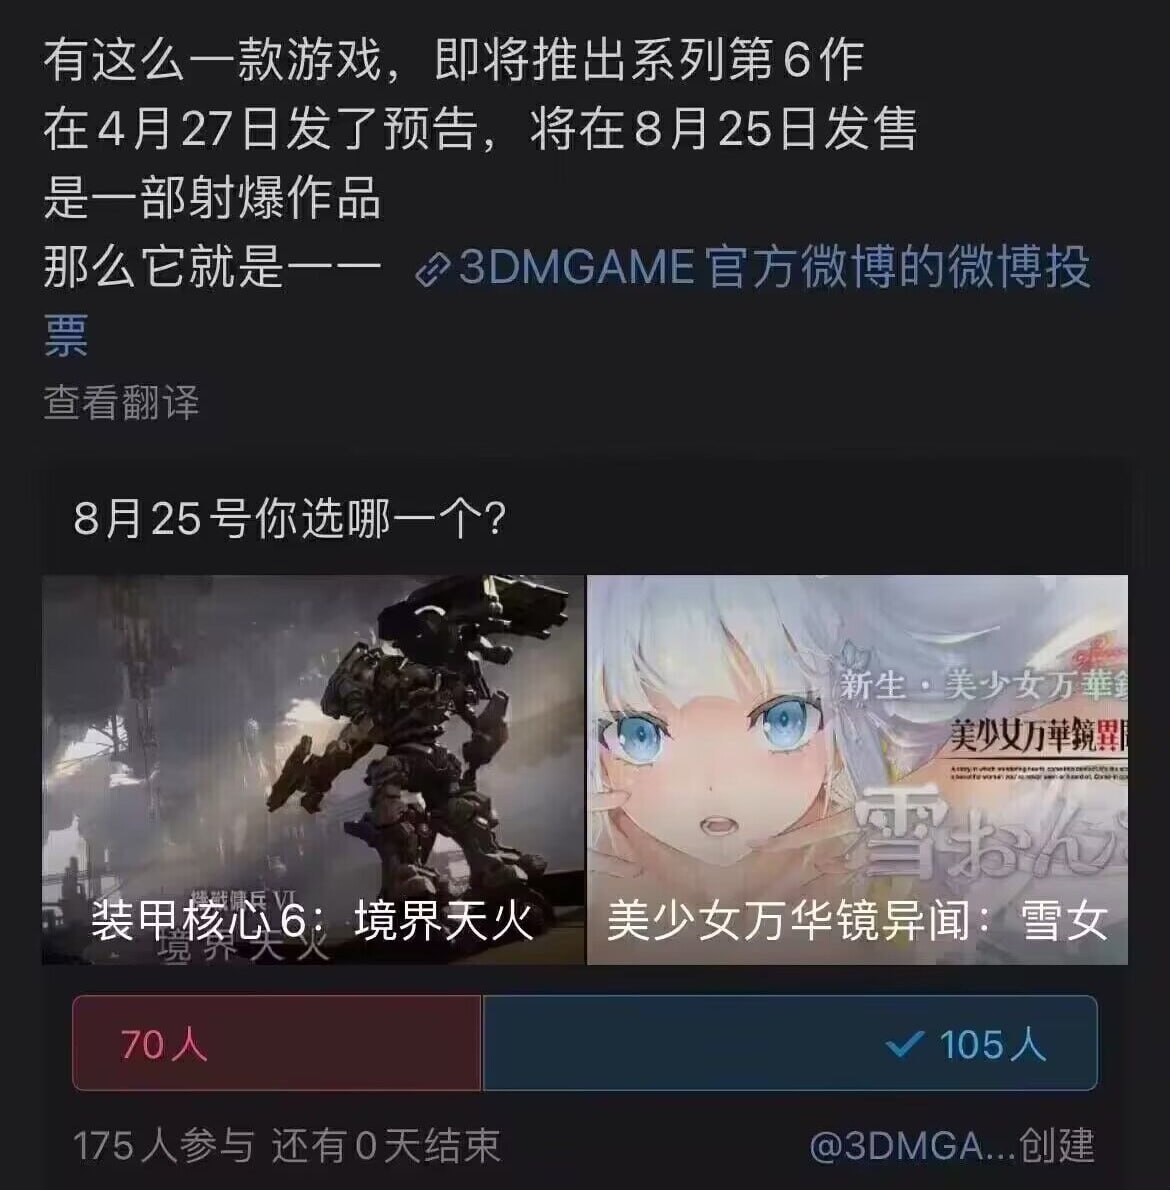 有这么一款游戏，即将推出系列第6作
在4月27日发了预告，将在8月25日发售
是一部射爆作品
那么它就是—— 3DMGAME官方微博的微博投
票
查看翻译
8月25号你选哪一个？
新生・美少女万華鏡
美少女万華鏡異聞
雪おんな
機戰傭兵 VI
境界天火
装甲核心6：境界天火
美少女万华镜异闻：雪女
70人
105人
175人参与 还有0天结束
@3DMGA...创建